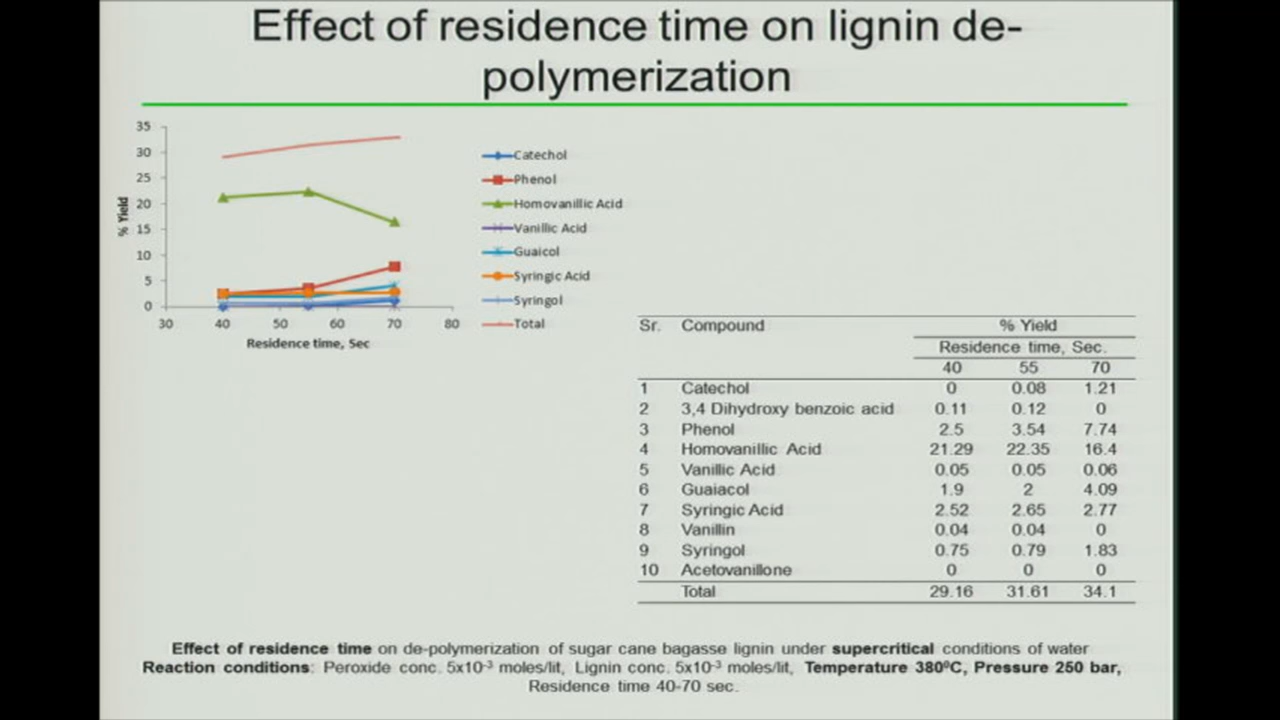 Effect of residence time on lignin de-
polymerization
35
30
25
20
15
10
5
0
30 40 50 60 70 80
% Yield
Residence time, Sec
Catechol
Phenol
Homovanillic Acid
Vanillic Acid
Guaicol
Syringic Acid
Syringol
Total
Sr. Compound % Yield
Residence time, Sec.
40 55 70
1 Catechol 0 0.08 1.21
2 3,4 Dihydroxy benzoic acid 0.11 0.12 0
3 Phenol 2.5 3.54 7.74
4 Homovanillic Acid 21.29 22.35 16.4
5 Vanillic Acid 0.05 0.05 0.06
6 Guaiacol 1.9 2 4.09
7 Syringic Acid 2.52 2.65 2.77
8 Vanillin 0.04 0.04 0
9 Syringol 0.75 0.79 1.83
10 Acetovanillone 0 0 0
Total 29.16 31.61 34.1
Effect of residence time on de-polymerization of sugar cane bagasse lignin under supercritical conditions of water
Reaction conditions: Peroxide conc. 5x10⁻³ moles/lit, Lignin conc. 5x10⁻³ moles/lit, Temperature 380⁰C, Pressure 250 bar,
Residence time 40-70 sec.